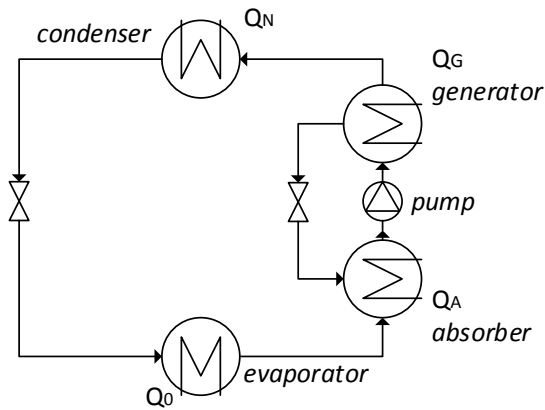 QN
condenser
QG
generator
pump
QA
absorber
evaporator
Q0